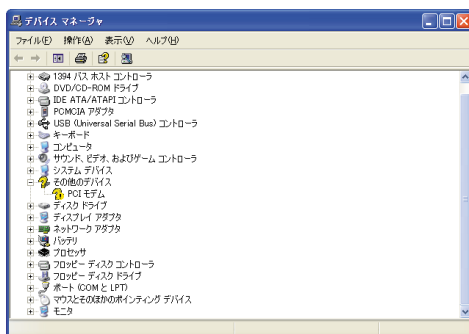 デバイス マネージャ
ファイル(F) 操作(A) 表示(V) ヘルプ(H)
1394 バス ホスト コントローラ
DVD/CD-ROM ドライブ
IDE ATA/ATAPI コントローラ
PCMCIA アダプタ
USB (Universal Serial Bus) コントローラ
キーボード
コンピュータ
サウンド、ビデオ、およびゲーム コントローラ
システム デバイス
その他のデバイス
PCI モデム
ディスク ドライブ
ディスプレイ アダプタ
ネットワーク アダプタ
バッテリ
プロセッサ
フロッピー ディスク コントローラ
フロッピー ディスク ドライブ
ポート (COM と LPT)
マウスとそのほかのポインティング デバイス
モニタ